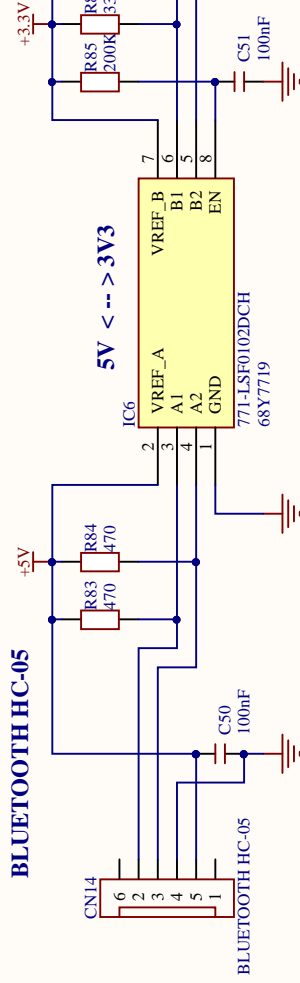 BLUETOOTH HC-05
CN14
6
2
3
4
5
1
BLUETOOTH HC-05
C50
100nF
+5V
R83
470
R84
470
5V <--> 3V3
IC6
2
3
4
1
VREF_A
A1
A2
GND
VREF_B
B1
B2
EN
7
6
5
8
771-LSF0102DCH
68Y7719
+3.3V
R85
200K
C51
100nF